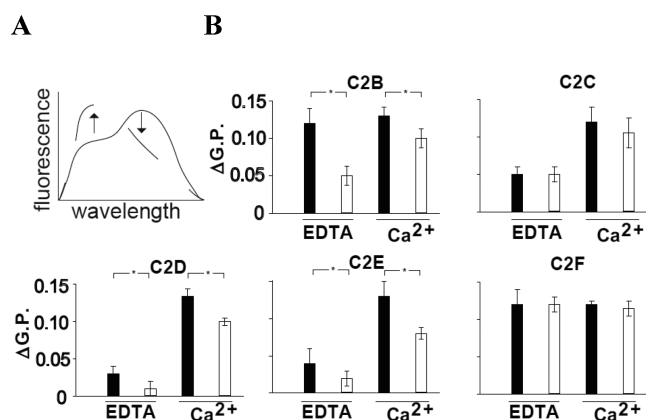 A
B
fluorescence
wavelength
C2B
C2C
* *
ΔG.P.
0.15
0.10
0.05
0
EDTA Ca2+
EDTA Ca2+
C2D
C2E
C2F
* *
* *
ΔG.P.
0.15
0.10
0.05
0
EDTA Ca2+
EDTA Ca2+
EDTA Ca2+